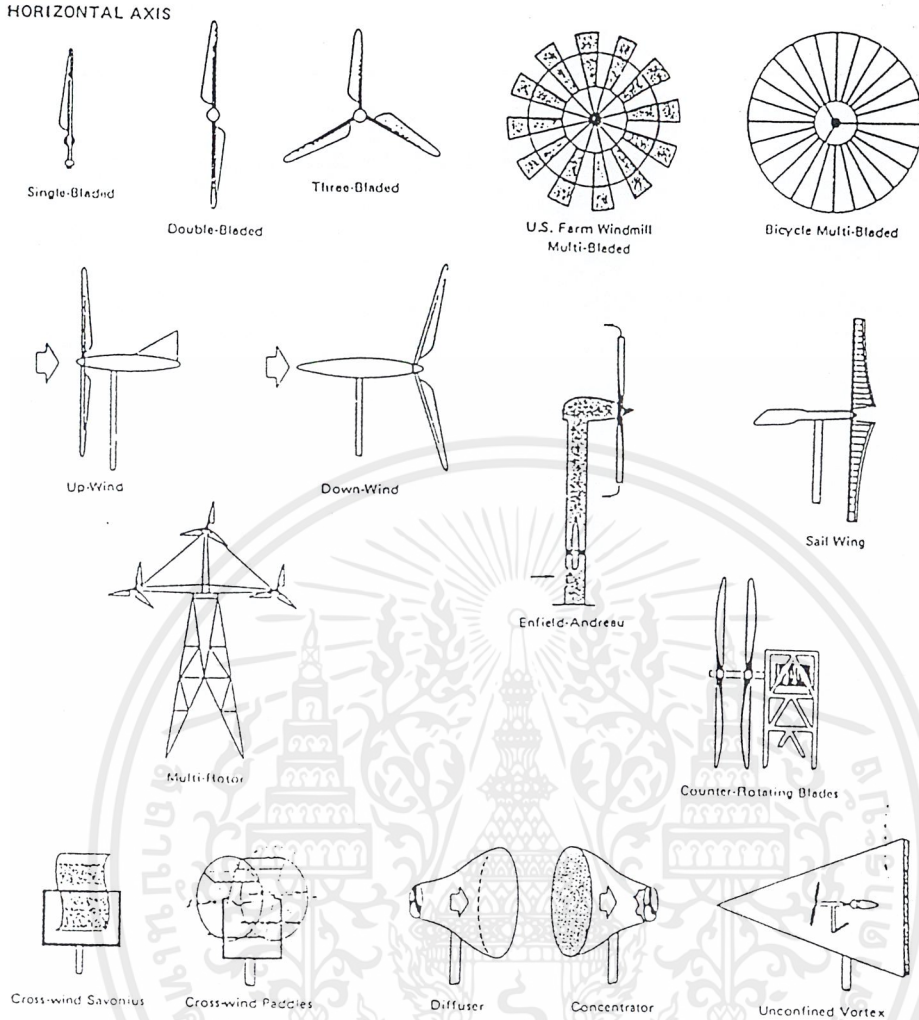 HORIZONTAL AXIS
Single-Bladed
Double-Bladed
Three-Bladed
U.S. Farm Windmill
Multi-Bladed
Bicycle Multi-Bladed
Up-Wind
Down-Wind
Enfield-Andreau
Sail Wing
Multi-Rotor
Counter-Rotating Blades
Cross-wind Savonius
Cross-wind Paddles
Diffuser
Concentrator
Unconfined Vortex